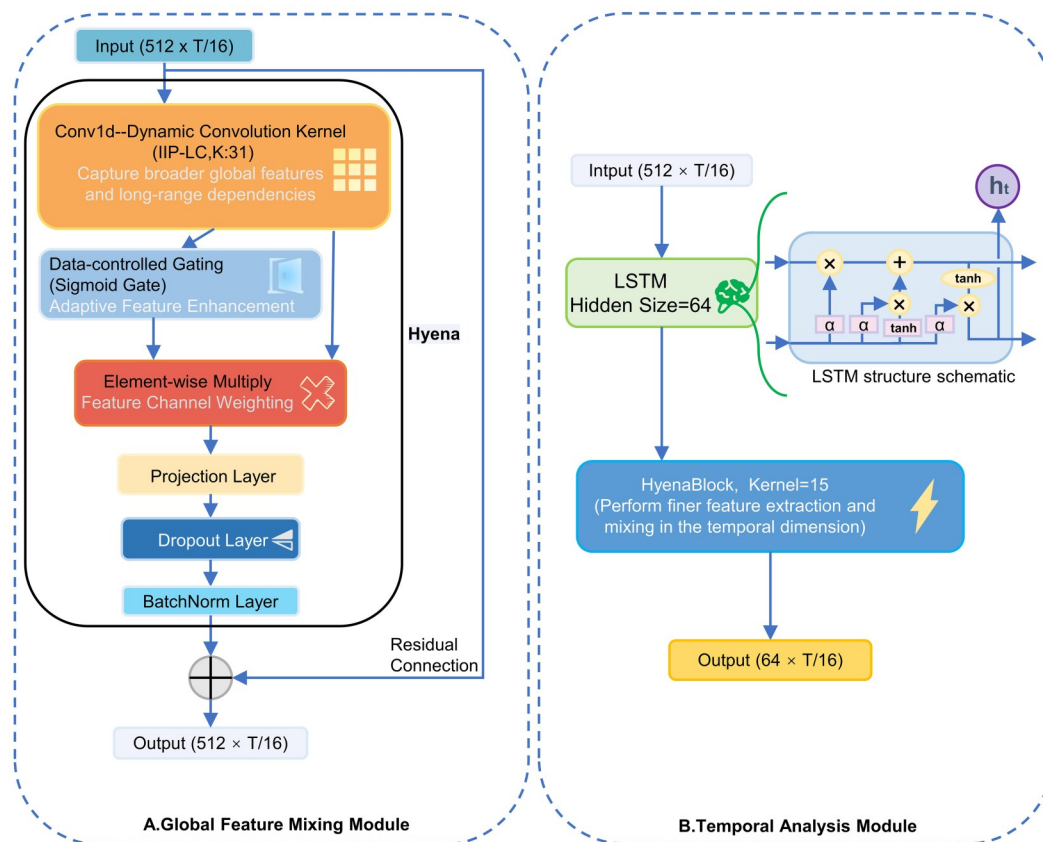 Input (512 x T/16)
Conv1d--Dynamic Convolution Kernel
(IIP-LC,K:31)
Capture broader global features
and long-range dependencies
Data-controlled Gating
(Sigmoid Gate)
Adaptive Feature Enhancement
Hyena
Element-wise Multiply
Feature Channel Weighting
Projection Layer
Dropout Layer
BatchNorm Layer
Residual
Connection
Output (512 × T/16)
A.Global Feature Mixing Module
Intput (512 × T/16)
LSTM
Hidden Size=64
ht
× +
tanh
× ×
α α tanh α
LSTM structure schematic
HyenaBlock, Kernel=15
(Perform finer feature extraction and
mixing in the temporal dimension)
Output (64 × T/16)
B.Temporal Analysis Module